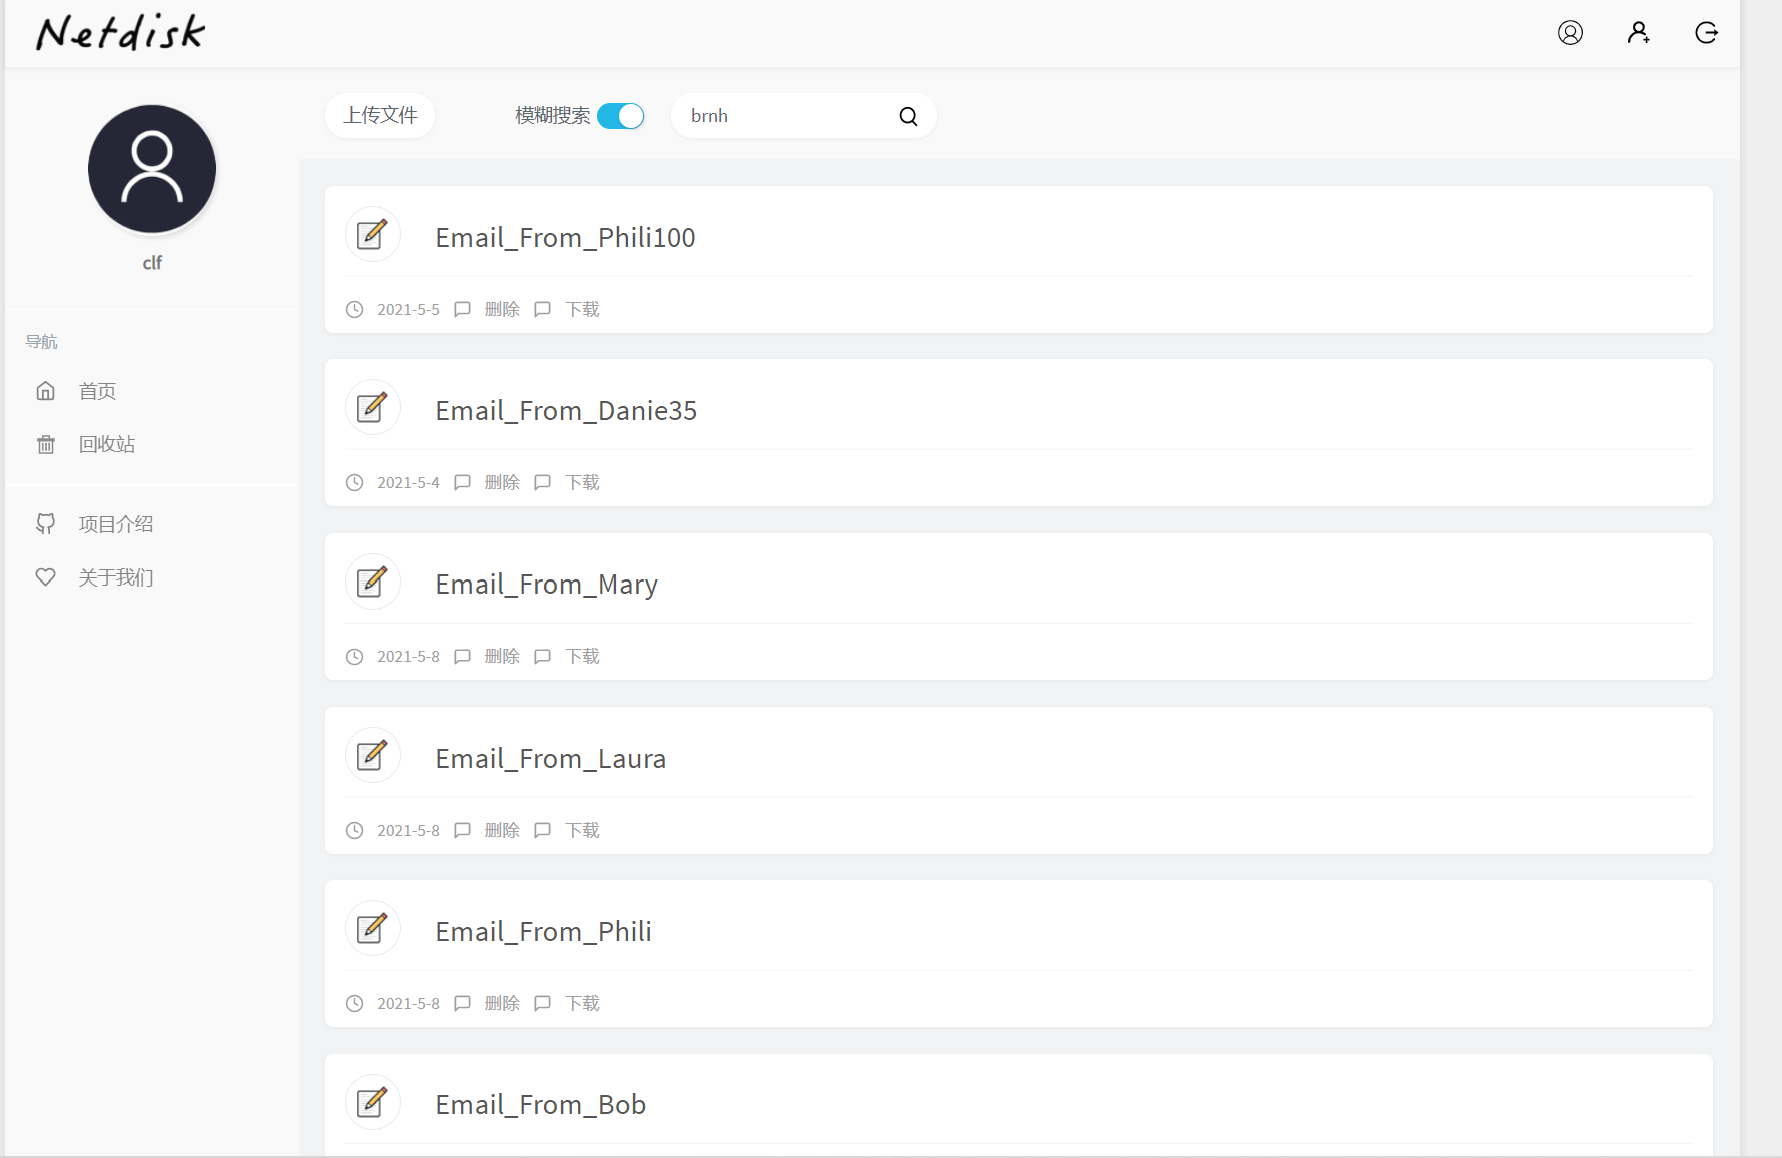 Netdisk
clf
导航
首页
回收站
项目介绍
关于我们
上传文件 模糊搜索 brnh
Email_From_Phili100
2021-5-5 删除 下载
Email_From_Danie35
2021-5-4 删除 下载
Email_From_Mary
2021-5-8 删除 下载
Email_From_Laura
2021-5-8 删除 下载
Email_From_Phili
2021-5-8 删除 下载
Email_From_Bob